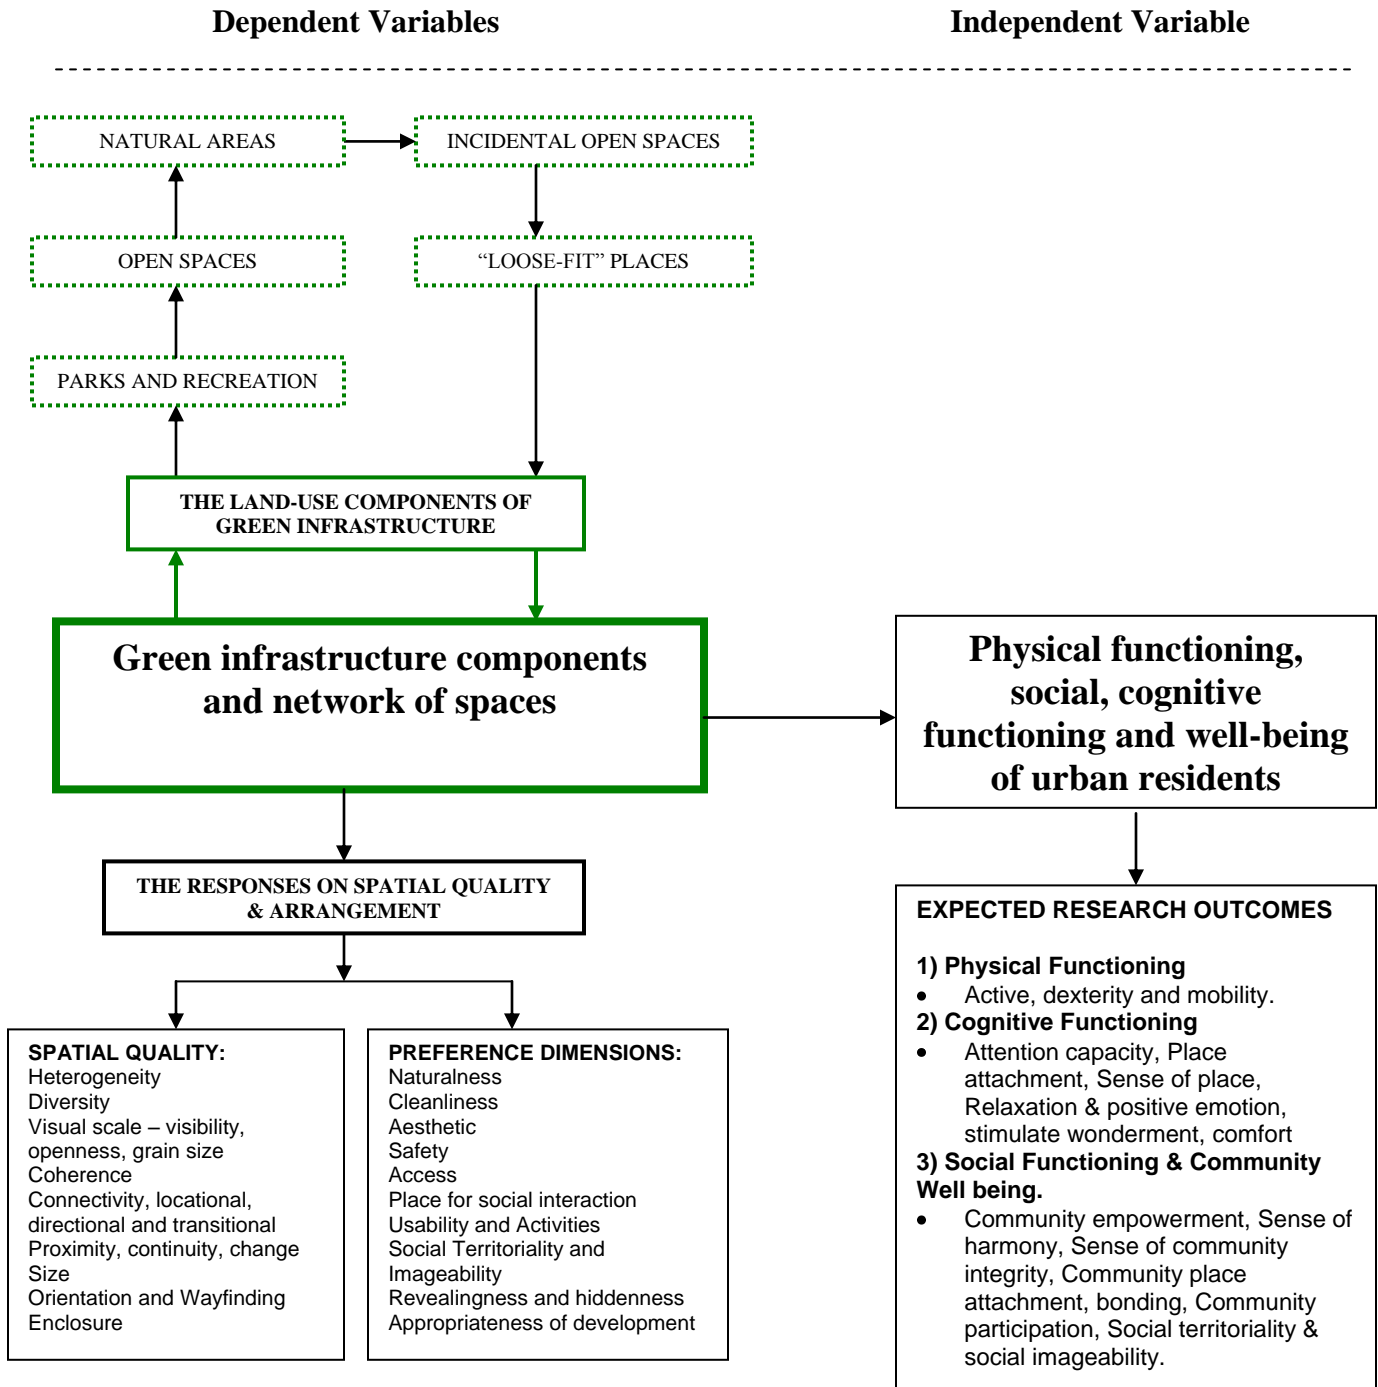 Dependent Variables
Independent Variable
NATURAL AREAS
INCIDENTAL OPEN SPACES
OPEN SPACES
“LOOSE-FIT” PLACES
PARKS AND RECREATION
THE LAND-USE COMPONENTS OF
GREEN INFRASTRUCTURE
Green infrastructure components
and network of spaces
Physical functioning,
social, cognitive
functioning and well-being
of urban residents
THE RESPONSES ON SPATIAL QUALITY
& ARRANGEMENT
SPATIAL QUALITY:
Heterogeneity
Diversity
Visual scale – visibility,
openness, grain size
Coherence
Connectivity, locational,
directional and transitional
Proximity, continuity, change
Size
Orientation and Wayfinding
Enclosure
PREFERENCE DIMENSIONS:
Naturalness
Cleanliness
Aesthetic
Safety
Access
Place for social interaction
Usability and Activities
Social Territoriality and
Imageability
Revealingness and hiddenness
Appropriateness of development
EXPECTED RESEARCH OUTCOMES
1) Physical Functioning
• Active, dexterity and mobility.
2) Cognitive Functioning
• Attention capacity, Place
attachment, Sense of place,
Relaxation & positive emotion,
stimulate wonderment, comfort
3) Social Functioning & Community
Well being.
• Community empowerment, Sense of
harmony, Sense of community
integrity, Community place
attachment, bonding, Community
participation, Social territoriality &
social imageability.